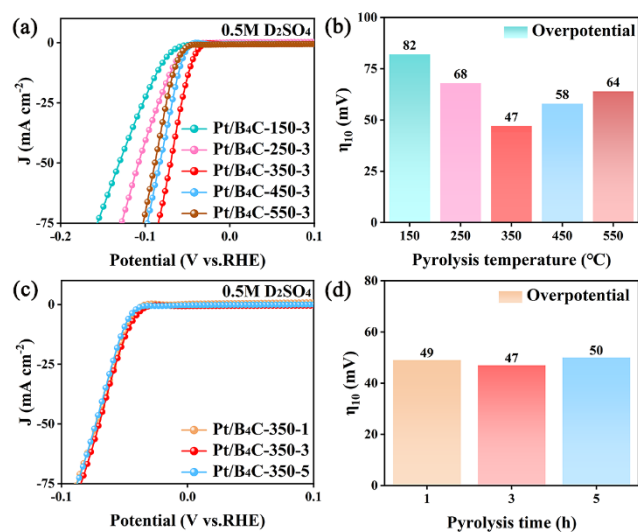 (a)
0.5M D₂SO₄
J (mA cm⁻²)
0
-25
-50
-75
Pt/B₄C-150-3
Pt/B₄C-250-3
Pt/B₄C-350-3
Pt/B₄C-450-3
Pt/B₄C-550-3
-0.2
-0.1
0.0
0.1
Potential (V vs.RHE)
(b)
Overpotential
η₁₀ (mV)
100
75
50
25
0
82
68
47
58
64
150
250
350
450
550
Pyrolysis temperature (℃)
(c)
0.5M D₂SO₄
J (mA cm⁻²)
0
-25
-50
-75
Pt/B₄C-350-1
Pt/B₄C-350-3
Pt/B₄C-350-5
-0.1
0.0
0.1
Potential (V vs.RHE)
(d)
Overpotential
η₁₀ (mV)
80
60
40
20
0
49
47
50
1
3
5
Pyrolysis time (h)